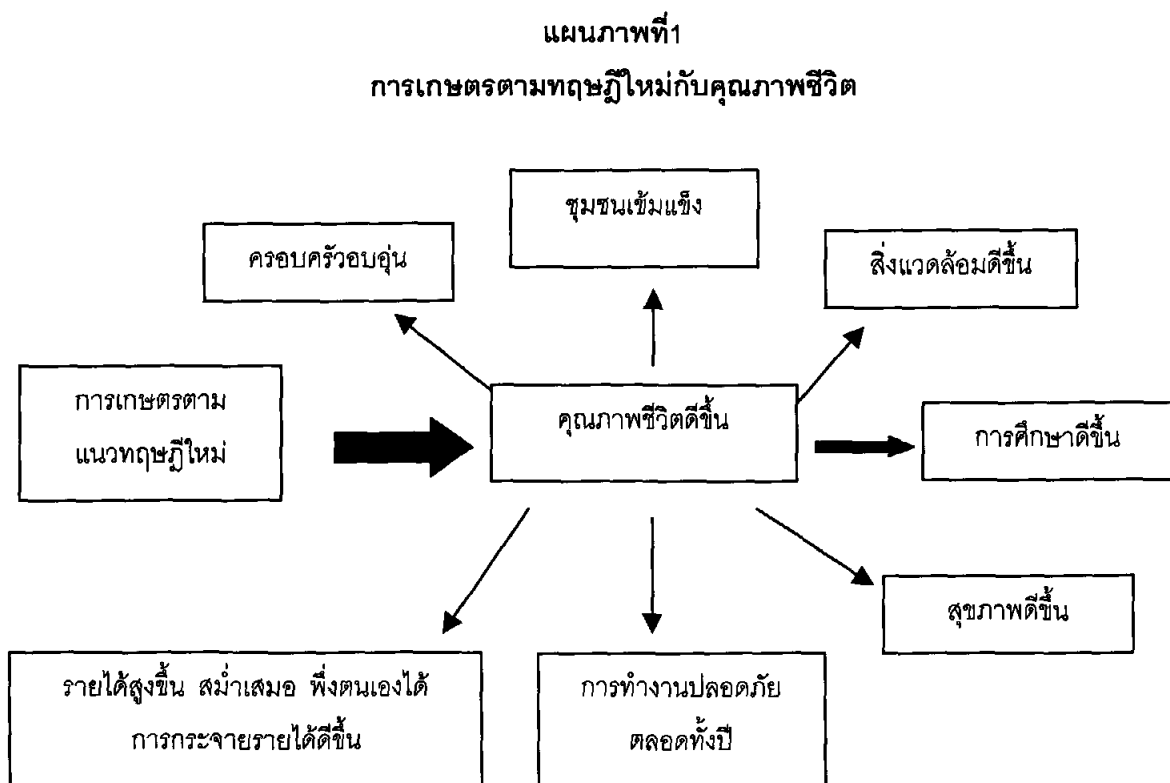 แผนภาพที่1
การเกษตรตามทฤษฎีใหม่กับคุณภาพชีวิต
ชุมชนเข้มแข็ง
ครอบครัวอบอุ่น
สิ่งแวดล้อมดีขึ้น
การเกษตรตาม
แนวทฤษฎีใหม่
คุณภาพชีวิตดีขึ้น
การศึกษาดีขึ้น
สุขภาพดีขึ้น
รายได้สูงขึ้น สม่ำเสมอ พึ่งตนเองได้
การกระจายรายได้ดีขึ้น
การทำงานปลอดภัย
ตลอดทั้งปี